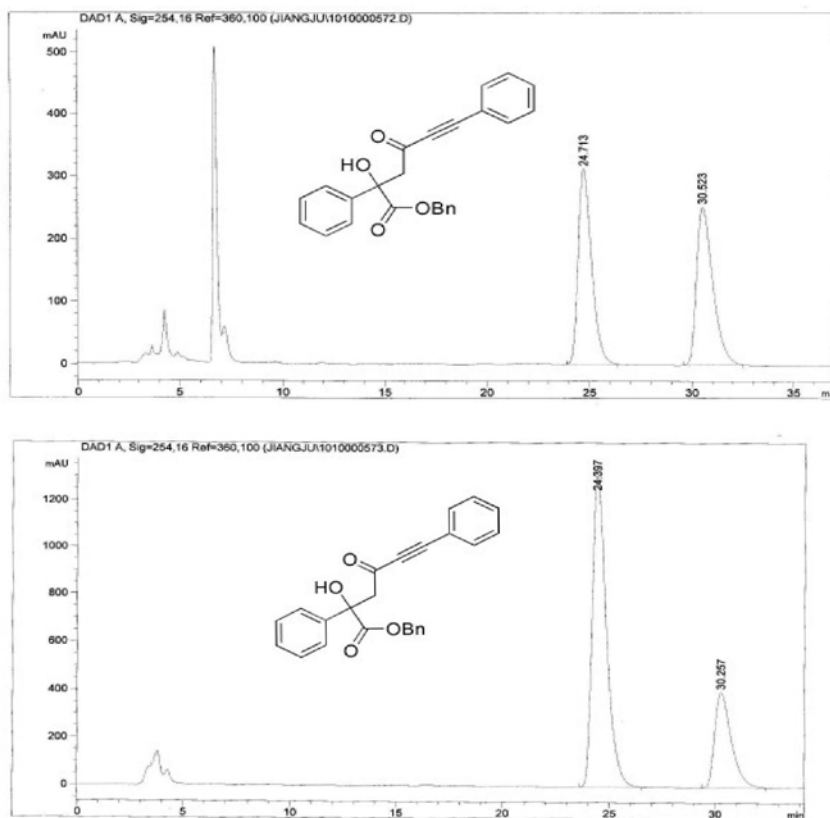 DAD1 A, Sig=254,16 Ref=360,100 (JIANGJU\1010000572.D)
mAU
500
400
300
200
100
0
O
HO
O
OBn
24.713
30.523
0 5 10 15 20 25 30 35 m
DAD1 A, Sig=254,16 Ref=360,100 (JIANGJU\1010000573.D)
mAU
1200
1000
800
600
400
200
0
O
HO
O
OBn
24.397
30.257
0 5 10 15 20 25 30 min